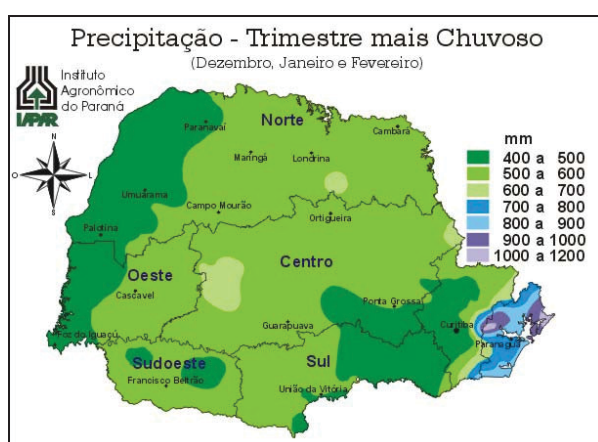 Precipitação - Trimestre mais Chuvoso
(Dezembro, Janeiro e Fevereiro)
Instituto
Agronômico
do Paraná
IAPAR
N
O
L
S
mm
400 a 500
500 a 600
600 a 700
700 a 800
800 a 900
900 a 1000
1000 a 1200
Norte
Paranavaí
Cambará
Maringá
Londrina
Umuarama
Campo Mourão
Ortigueira
Palotina
Oeste
Centro
Cascavel
Ponta Grossa
Curitiba
Guarapuava
Paranaguá
Foz do Iguaçú
Sudoeste
Sul
Francisco Beltrão
União da Vitória